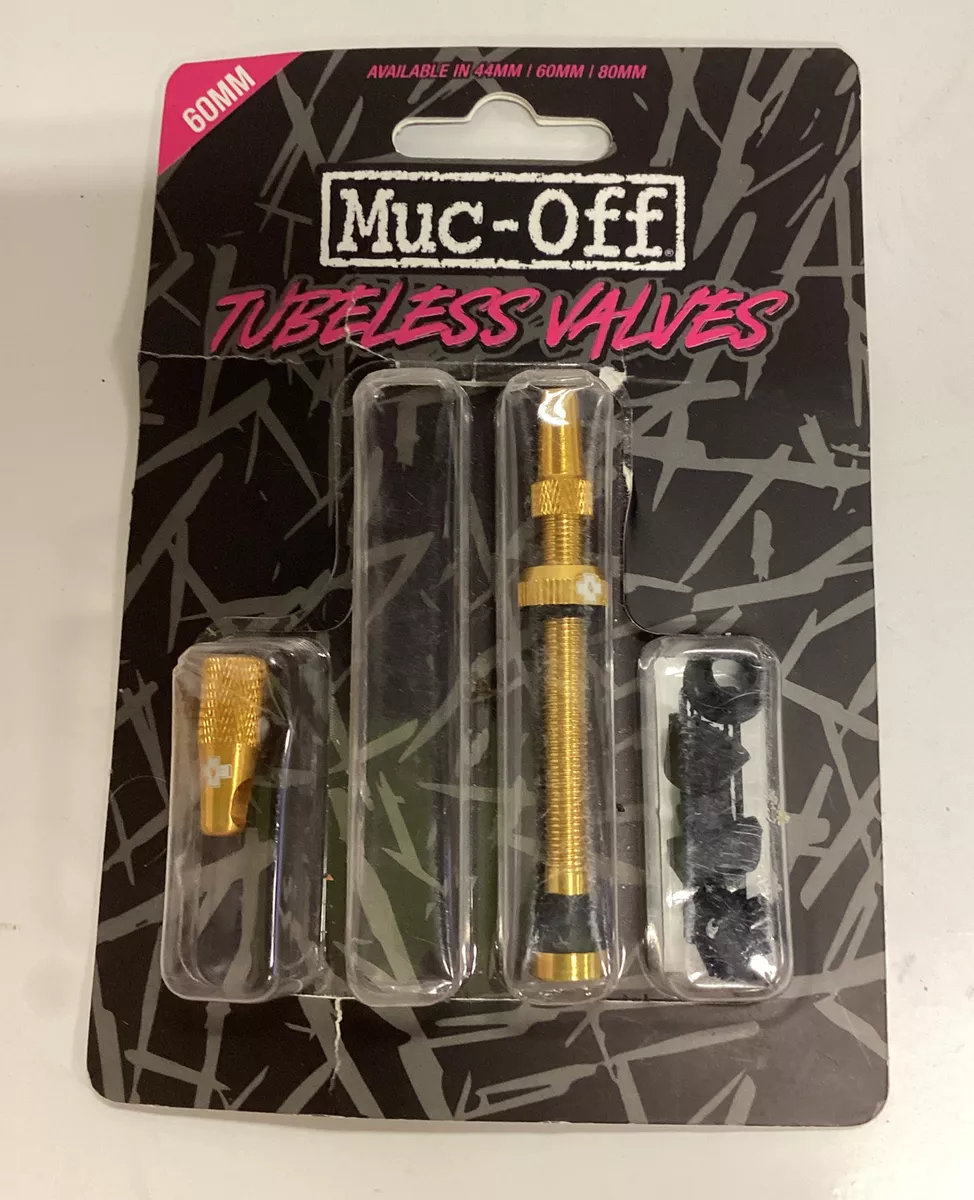 60MM
AVAILABLE IN 44MM / 60MM / 80MM
Muc-Off®
TUBELESS VALVES